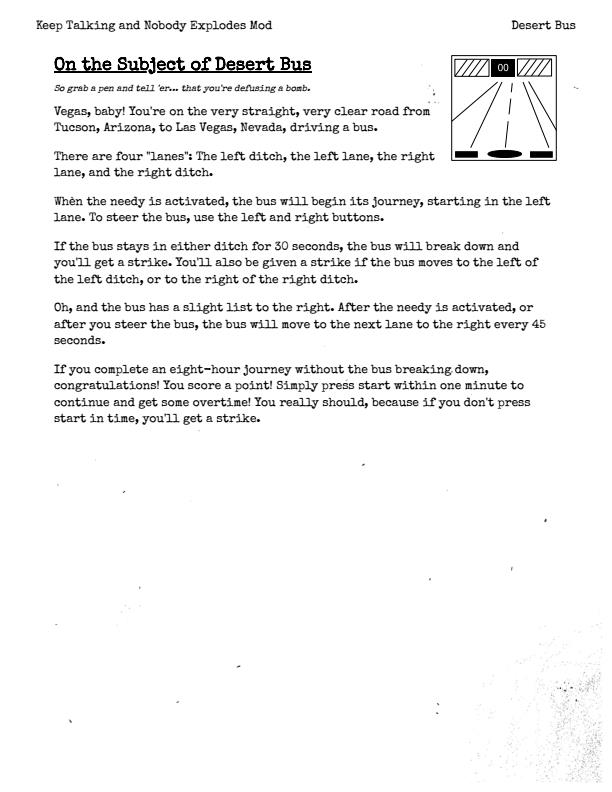 Keep Talking and Nobody Explodes Mod
Desert Bus
On the Subject of Desert Bus
So grab a pen and tell 'er... that you're defusing a bomb.
00
Vegas, baby! You're on the very straight, very clear road from
Tucson, Arizona, to Las Vegas, Nevada, driving a bus.
There are four "lanes": The left ditch, the left lane, the right
lane, and the right ditch.
When the needy is activated, the bus will begin its journey, starting in the left
lane. To steer the bus, use the left and right buttons.
If the bus stays in either ditch for 30 seconds, the bus will break down and
you'll get a strike. You'll also be given a strike if the bus moves to the left of
the left ditch, or to the right of the right ditch.
Oh, and the bus has a slight list to the right. After the needy is activated, or
after you steer the bus, the bus will move to the next lane to the right every 45
seconds.
If you complete an eight-hour journey without the bus breaking down,
congratulations! You score a point! Simply press start within one minute to
continue and get some overtime! You really should, because if you don't press
start in time, you'll get a strike.